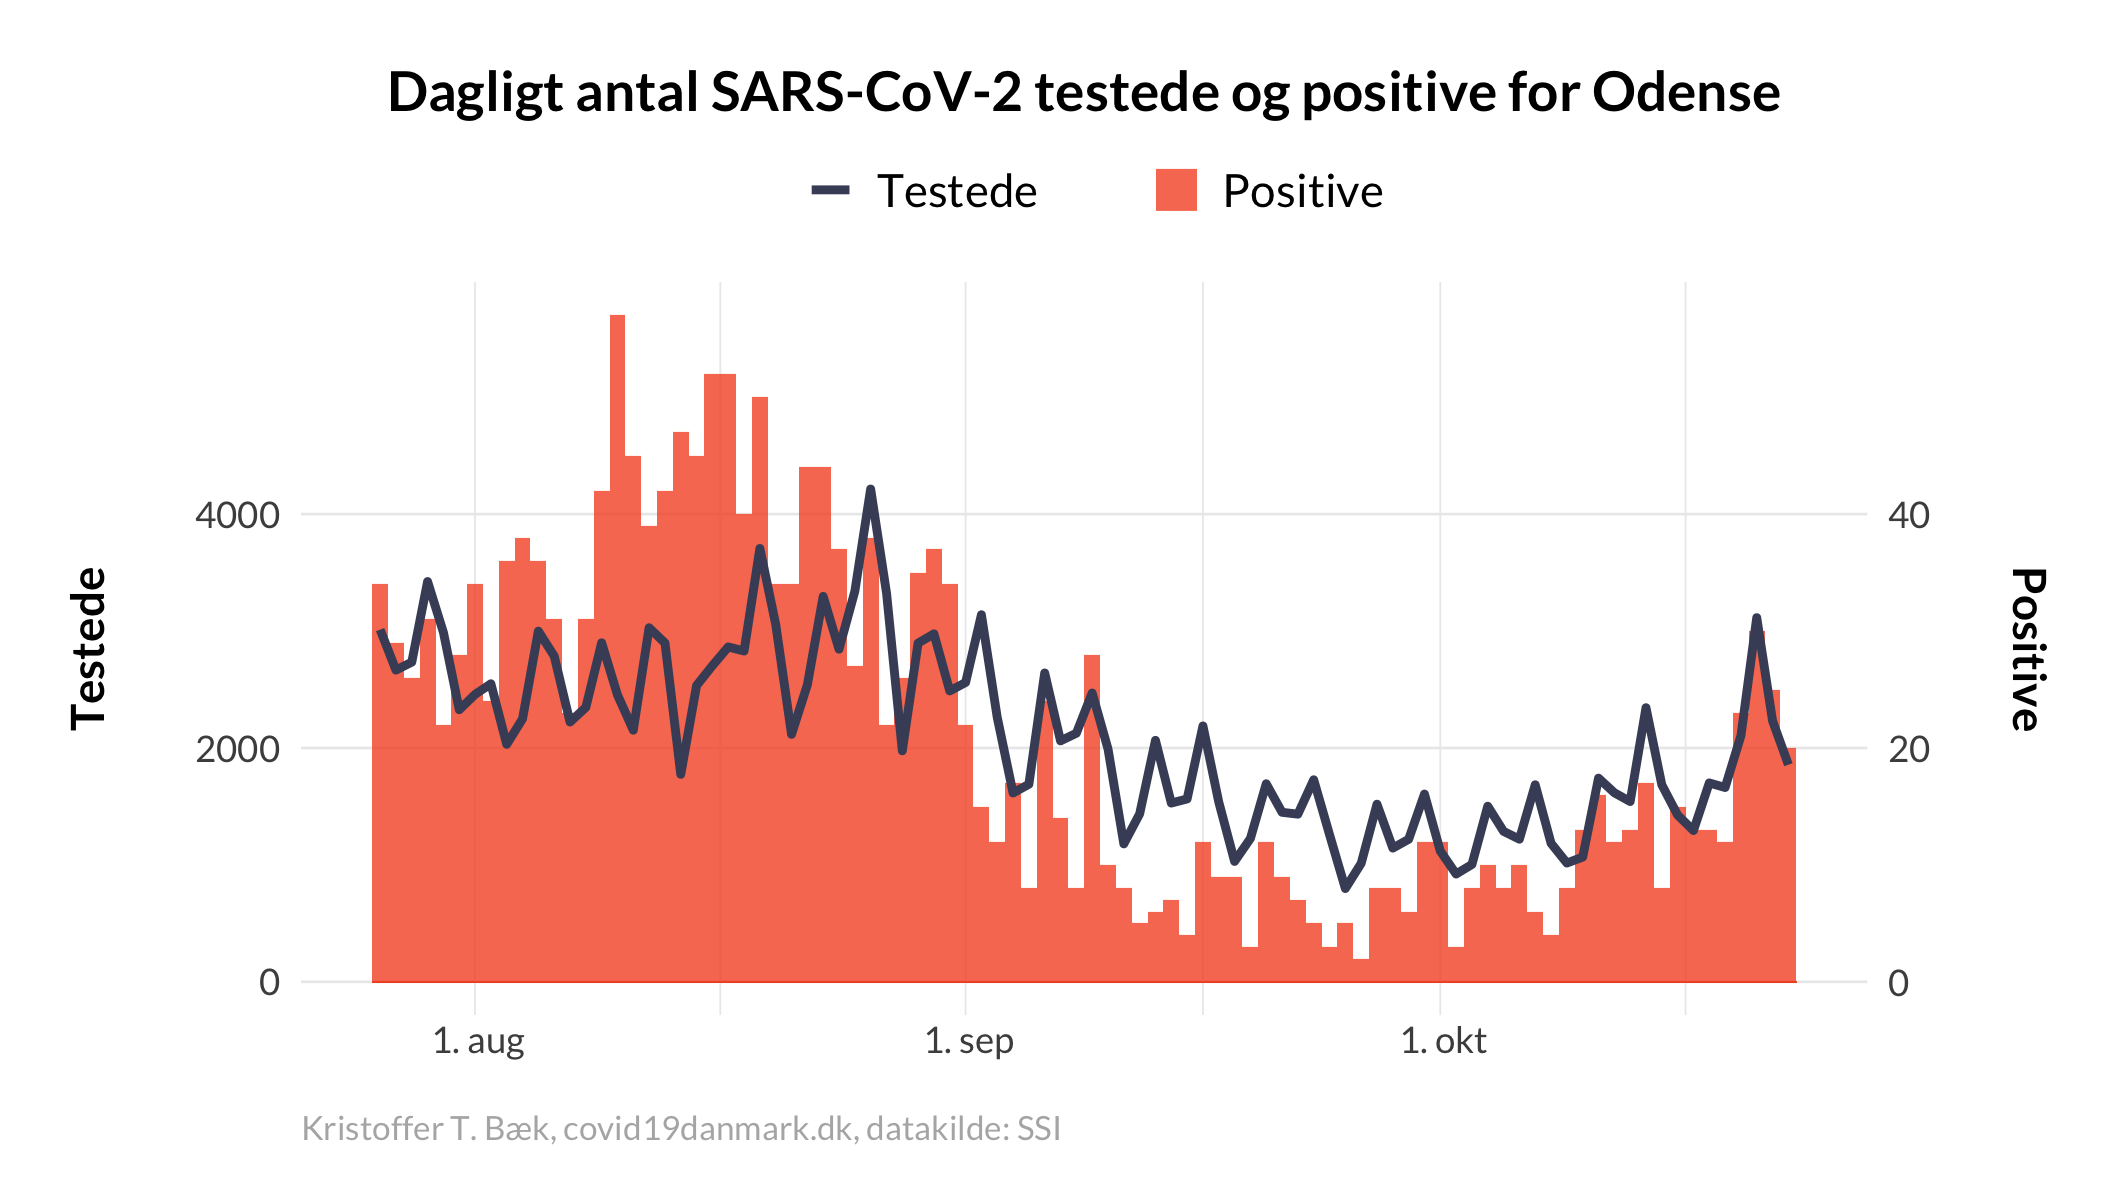 Dagligt antal SARS-CoV-2 testede og positive for Odense
Testede
Positive
4000
2000
0
Testede
40
20
0
Positive
1. aug
1. sep
1. okt
Kristoffer T. Bæk, covid19danmark.dk, datakilde: SSI